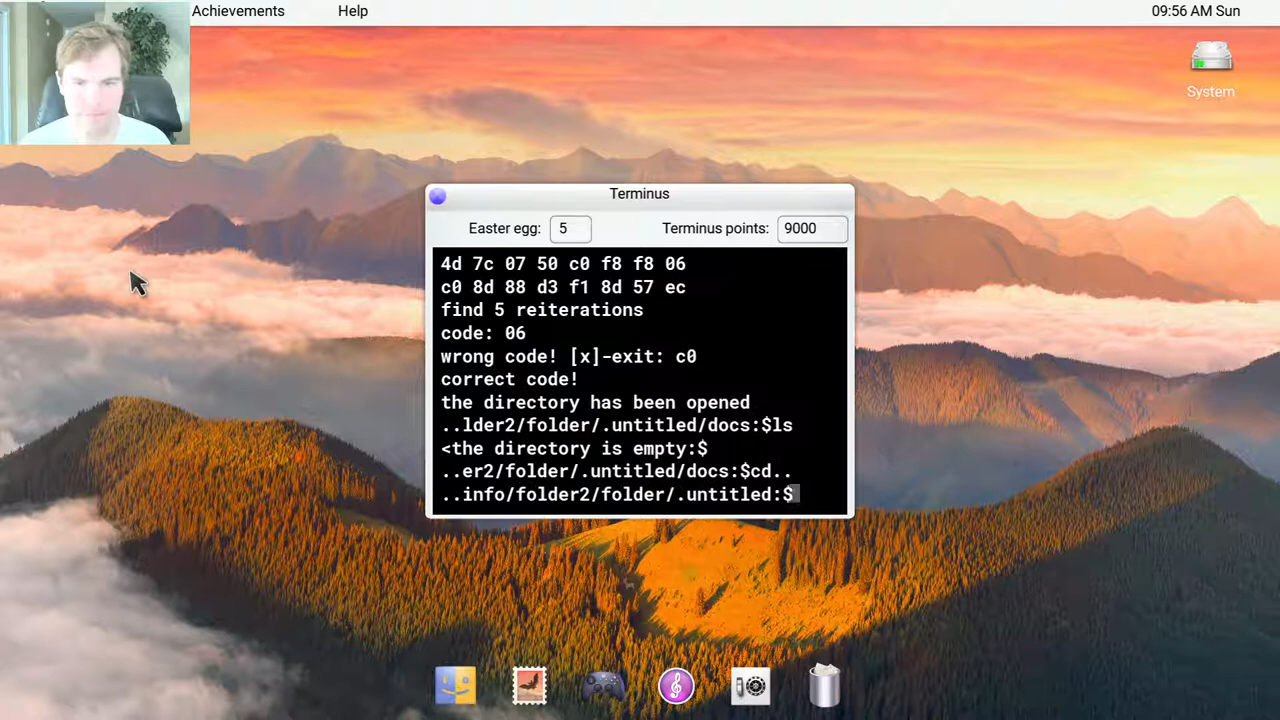 Achievements Help 09:56 AM Sun
System
Terminus
Easter egg: 5 Terminus points: 9000
4d 7c 07 50 c0 f8 f8 06
c0 8d 88 d3 f1 8d 57 ec
find 5 reiterations
code: 06
wrong code! [x]-exit: c0
correct code!
the directory has been opened
..lder2/folder/.untitled/docs:$ls
<the directory is empty:$
..er2/folder/.untitled/docs:$cd..
..info/folder2/folder/.untitled:$